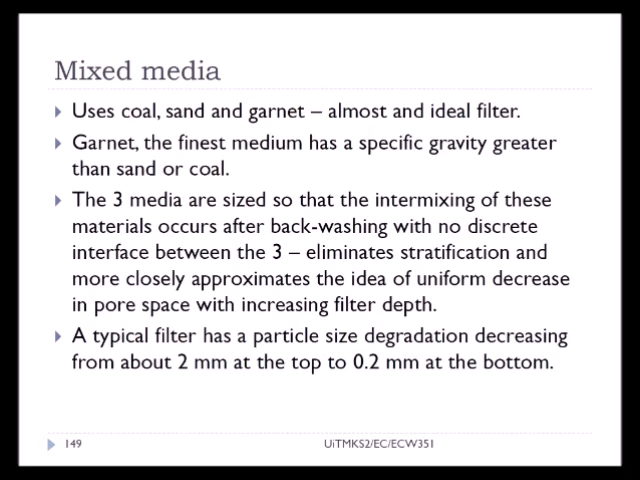 Mixed media
Uses coal, sand and garnet – almost and ideal filter.
Garnet, the finest medium has a specific gravity greater
than sand or coal.
The 3 media are sized so that the intermixing of these
materials occurs after back-washing with no discrete
interface between the 3 – eliminates stratification and
more closely approximates the idea of uniform decrease
in pore space with increasing filter depth.
A typical filter has a particle size degradation decreasing
from about 2 mm at the top to 0.2 mm at the bottom.
149
UiTMKS2/EC/ECW351